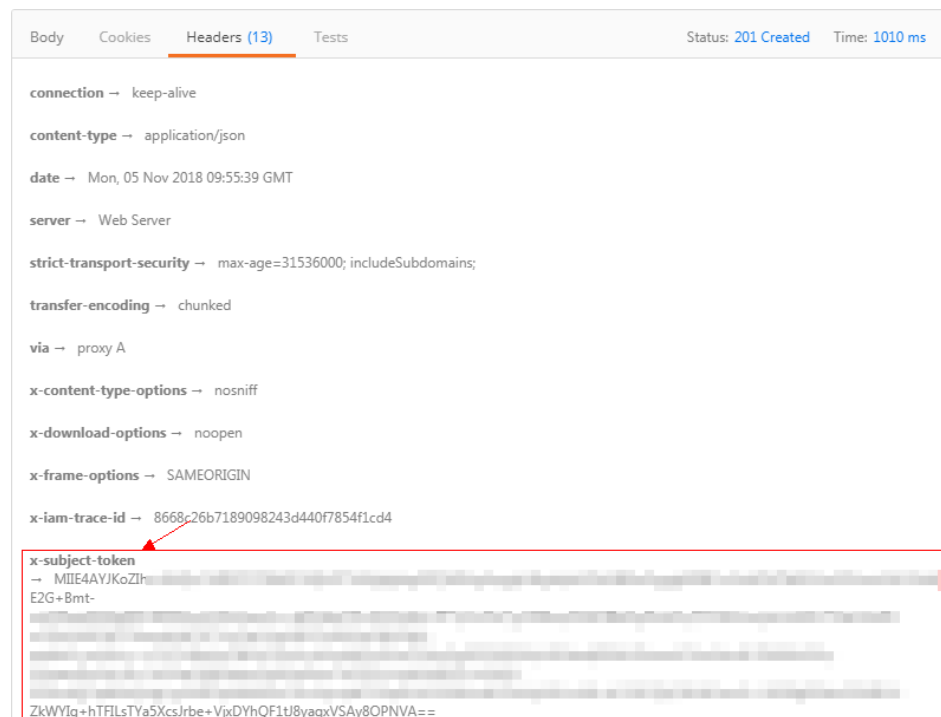 Body Cookies Headers (13) Tests Status: 201 Created Time: 1010 ms
connection → keep-alive
content-type → application/json
date → Mon, 05 Nov 2018 09:55:39 GMT
server → Web Server
strict-transport-security → max-age=31536000; includeSubdomains;
transfer-encoding → chunked
via → proxy A
x-content-type-options → nosniff
x-download-options → noopen
x-frame-options → SAMEORIGIN
x-iam-trace-id → 8668c26b7189098243d440f7854f1cd4
x-subject-token
→ MIIE4AYJKoZIh
E2G+Bmt-
ZkWYIg+hTFILsTYa5XcsJrbe+VjxDYhQF1tJ8yaqxVSAy8OPNVA==